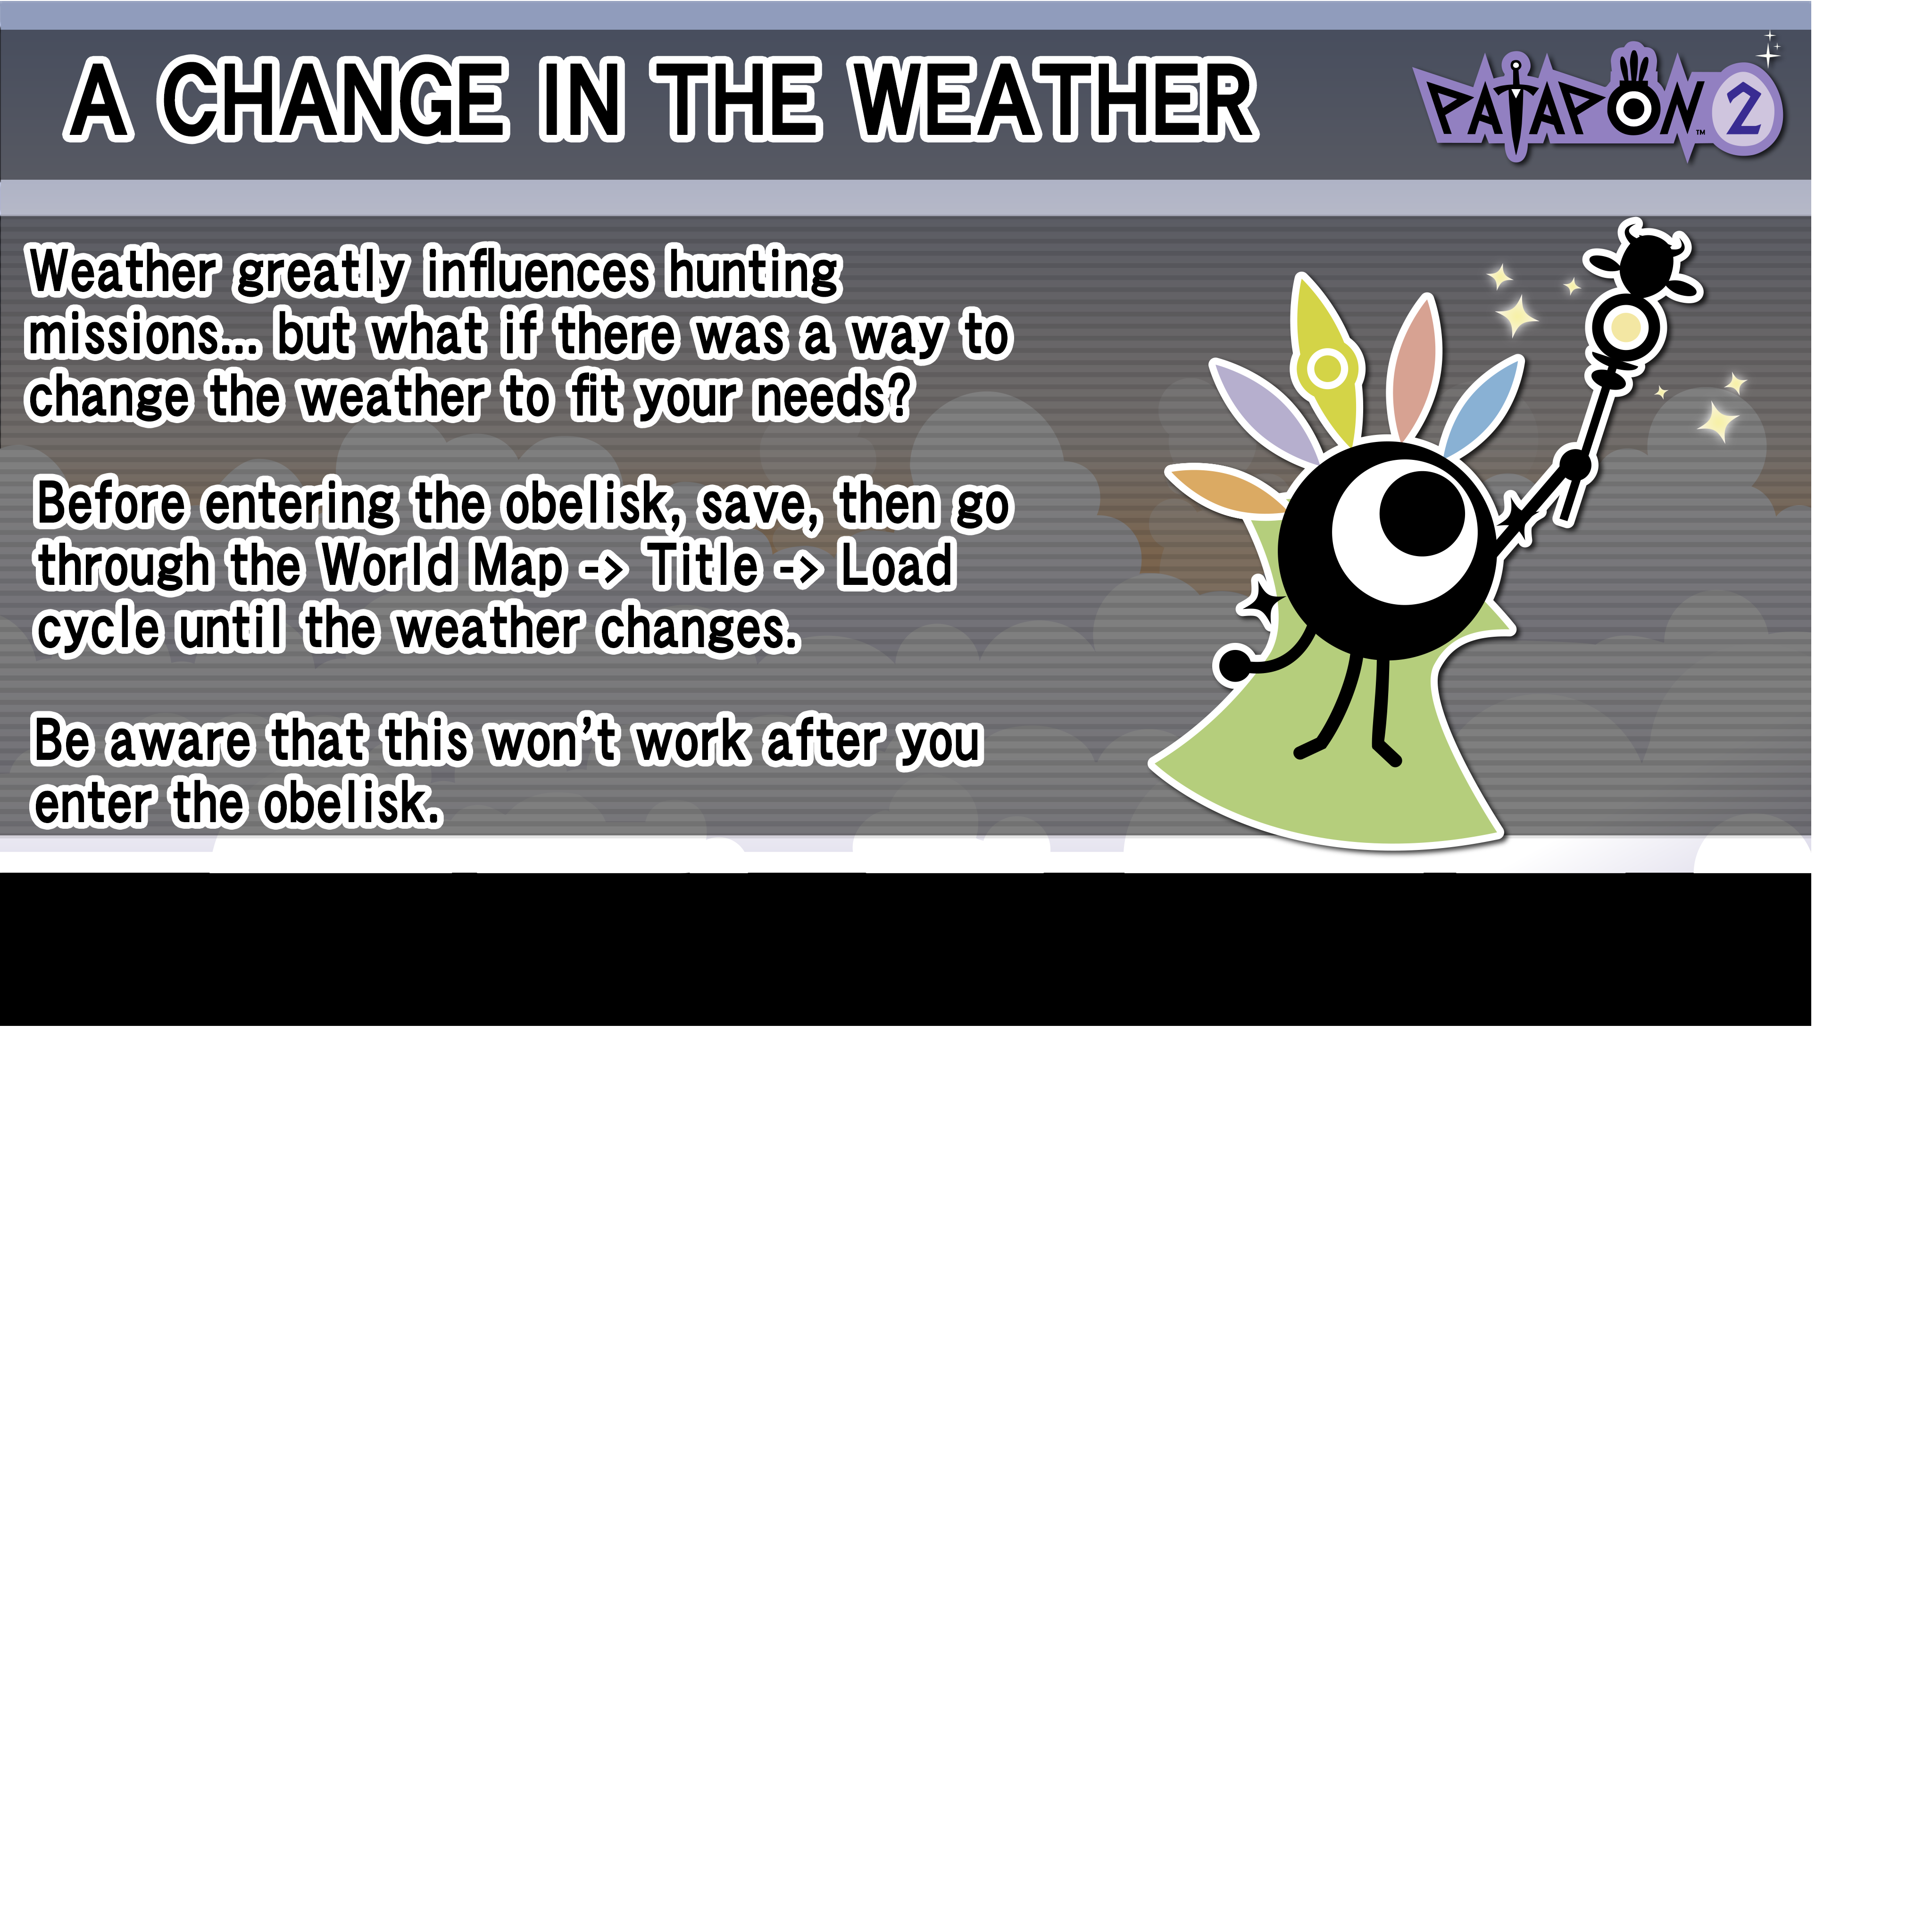 A CHANGE IN THE WEATHER
PATAPON™ 2
Weather greatly influences hunting
missions... but what if there was a way to
change the weather to fit your needs?
Before entering the obelisk, save, then go
through the World Map -> Title -> Load
cycle until the weather changes.
Be aware that this won't work after you
enter the obelisk.